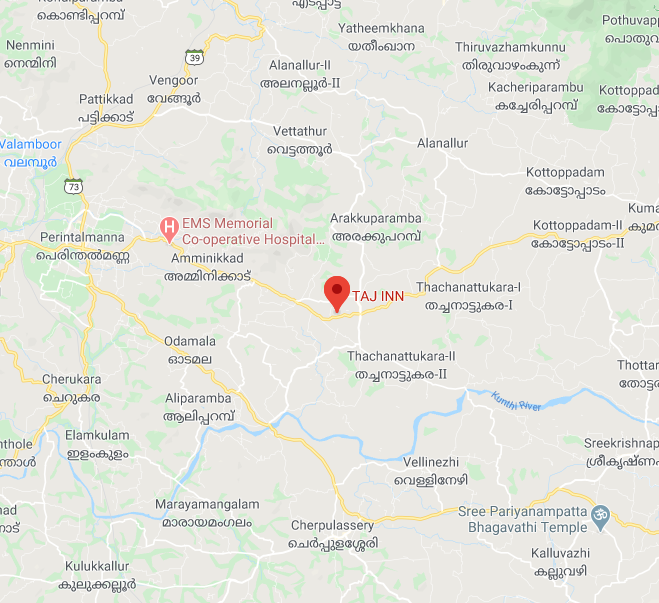 കൊണ്ടിപ്പറമ്പ്
എടപ്പറ്റ
Yatheemkhana
യതീംഖാന
Nenmini
നെന്മിനി
39
Alanallur-II
അലനല്ലൂർ-II
Thiruvazhamkunnu
തിരുവാഴംകുന്ന്
Vengoor
വേങ്ങൂർ
Kacheriparambu
കച്ചേരിപ്പറമ്പ്
Pattikkad
പട്ടിക്കാട്
Vettathur
വെട്ടത്തൂർ
Valamboor
വലമ്പൂർ
Alanallur
73
Kottoppadam
കോട്ടോപ്പാടം
Arakkuparamba
അരക്കുപറമ്പ്
EMS Memorial
Co-operative Hospital...
Perintalmanna
പെരിന്തൽമണ്ണ
Kottoppadam-II
കോട്ടോപ്പാടം-II
Amminikkad
അമ്മിനിക്കാട്
TAJ INN
Thachanattukara-I
തച്ചനാട്ടുകര-I
Odamala
ഓടമല
Thachanattukara-II
തച്ചനാട്ടുകര-II
Cherukara
ചെറുകര
Aliparamba
ആലിപ്പറമ്പ്
Kunthi River
Elamkulam
ഇളംകുളം
Vellinezhi
വെള്ളിനേഴി
Marayamangalam
മാരായമംഗലം
Sree Pariyanampatta
Bhagavathi Temple
Cherpulassery
ചെർപ്പുളശ്ശേരി
Kalluvazhi
കല്ലുവഴി
Kulukkallur
കുലുക്കല്ലൂർ